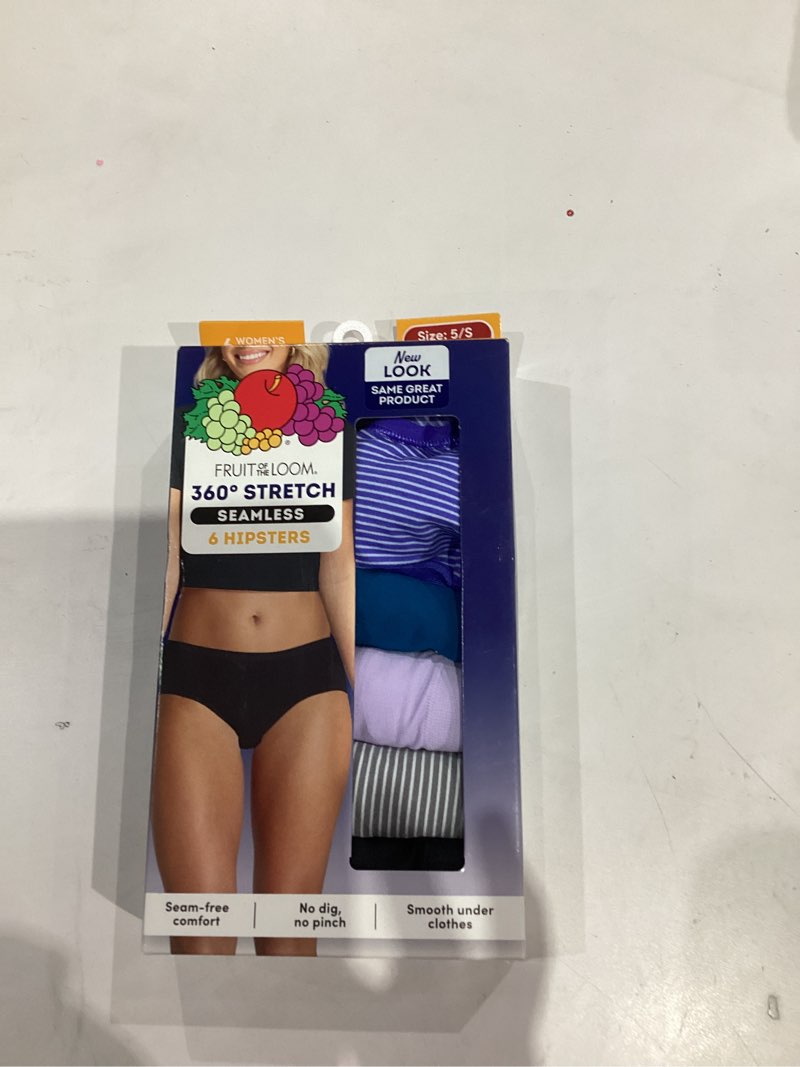 WOMEN'S
Size: 5/S
New
LOOK
SAME GREAT
PRODUCT
FRUIT OF THE LOOM®
360° STRETCH
SEAMLESS
6 HIPSTERS
Seam-free
comfort
No dig,
no pinch
Smooth under
clothes